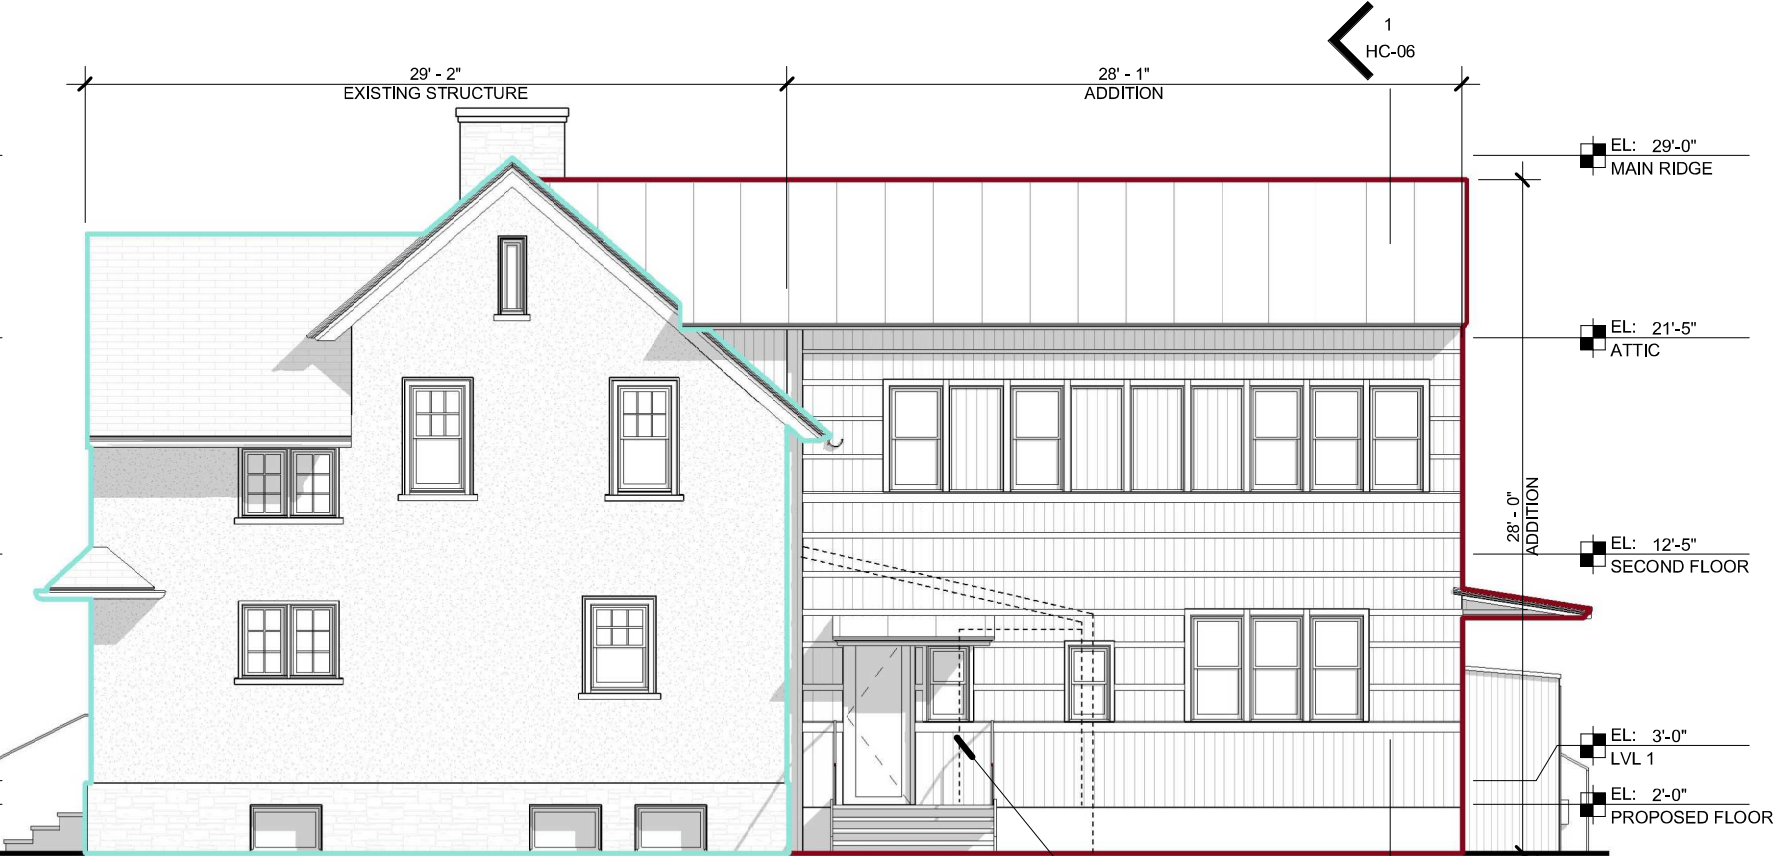 1
HC-06
29' - 2"
EXISTING STRUCTURE
28' - 1"
ADDITION
EL: 29'-0"
MAIN RIDGE
EL: 21'-5"
ATTIC
28' - 0"
ADDITION
EL: 12'-5"
SECOND FLOOR
EL: 3'-0"
LVL 1
EL: 2'-0"
PROPOSED FLOOR